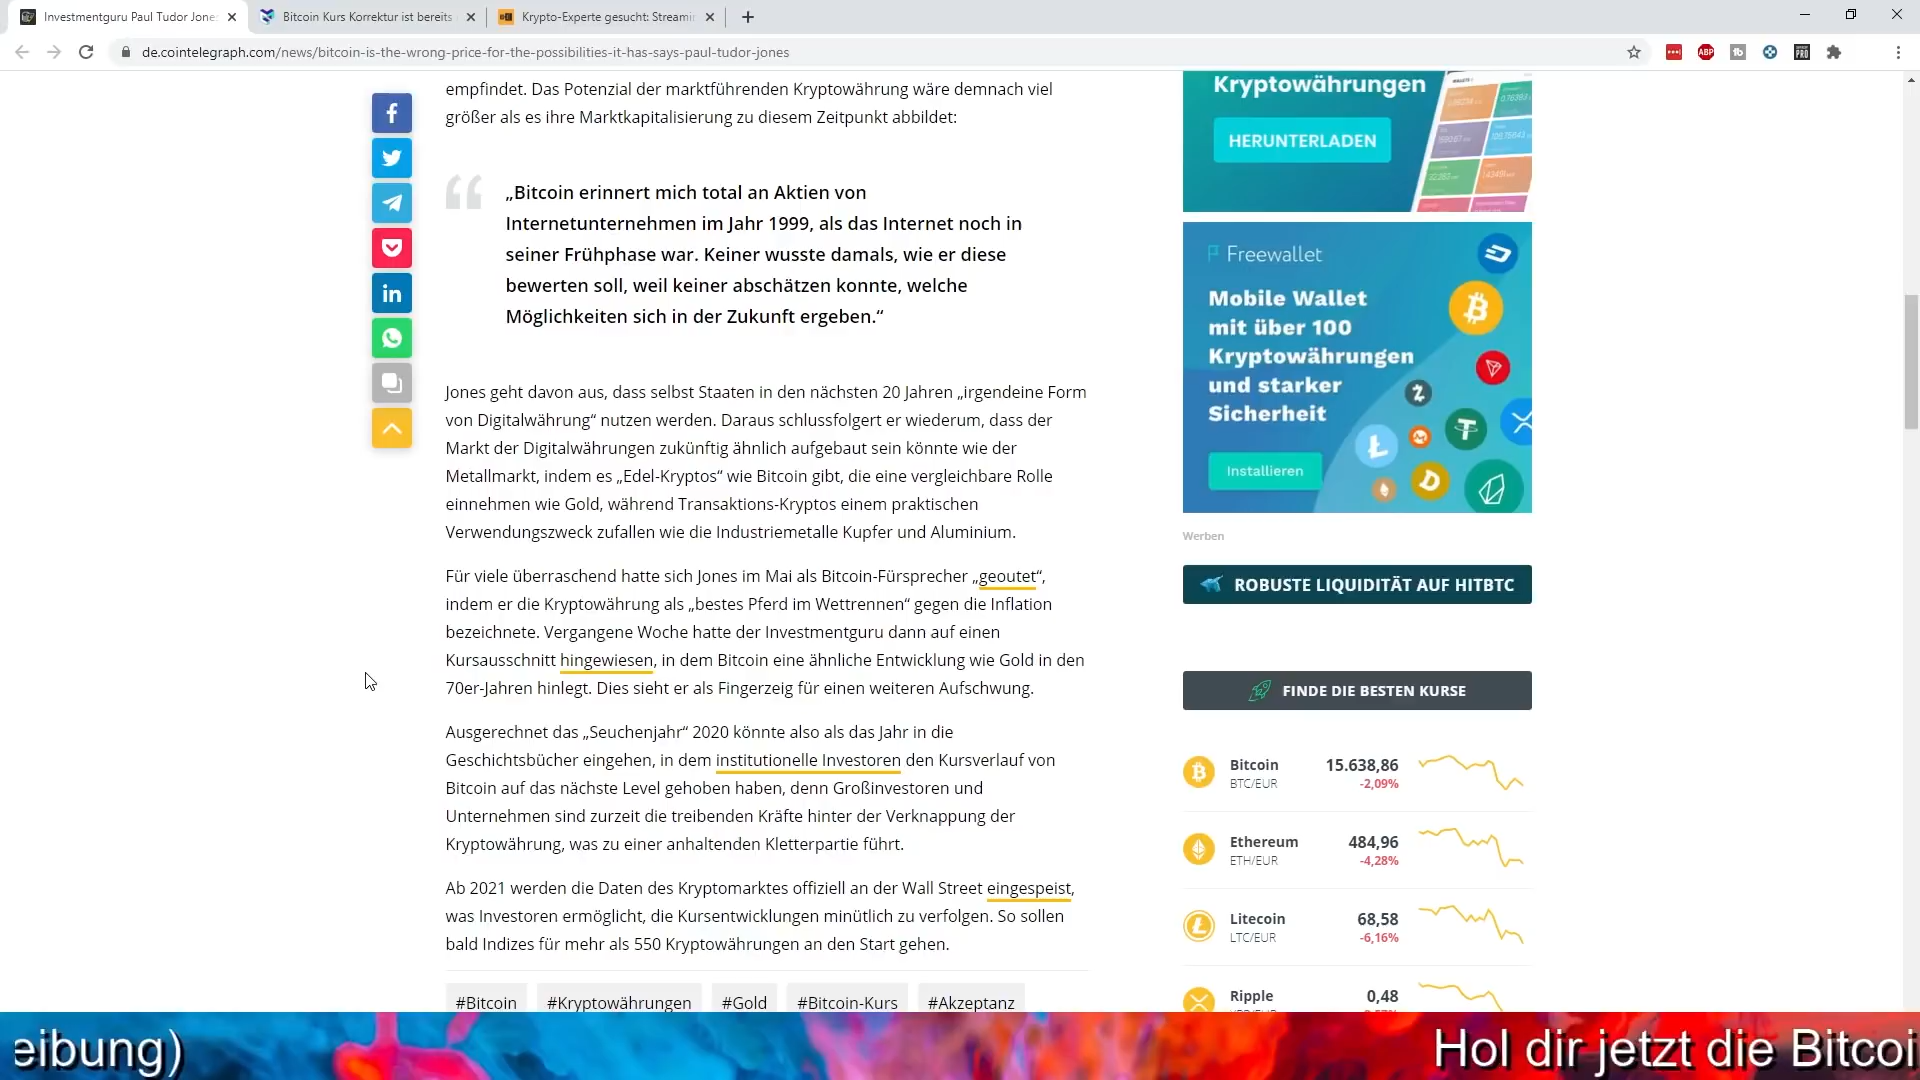 Investmentguru Paul Tudor Jone
Bitcoin Kurs Korrektur ist bereits
Krypto-Experte gesucht: Streami
de.cointelegraph.com/news/bitcoin-is-the-wrong-price-for-the-possibilities-it-has-says-paul-tudor-jones
ABP
PRO
empfindet. Das Potenzial der marktführenden Kryptowährung wäre demnach viel
größer als es ihre Marktkapitalisierung zu diesem Zeitpunkt abbildet:
„Bitcoin erinnert mich total an Aktien von
Internetunternehmen im Jahr 1999, als das Internet noch in
seiner Frühphase war. Keiner wusste damals, wie er diese
bewerten soll, weil keiner abschätzen konnte, welche
Möglichkeiten sich in der Zukunft ergeben.“
Jones geht davon aus, dass selbst Staaten in den nächsten 20 Jahren „irgendeine Form
von Digitalwährung“ nutzen werden. Daraus schlussfolgert er wiederum, dass der
Markt der Digitalwährungen zukünftig ähnlich aufgebaut sein könnte wie der
Metallmarkt, indem es „Edel-Kryptos“ wie Bitcoin gibt, die eine vergleichbare Rolle
einnehmen wie Gold, während Transaktions-Kryptos einem praktischen
Verwendungszweck zufallen wie die Industriemetalle Kupfer und Aluminium.
Für viele überraschend hatte sich Jones im Mai als Bitcoin-Fürsprecher „geoutet“,
indem er die Kryptowährung als „bestes Pferd im Wettrennen“ gegen die Inflation
bezeichnete. Vergangene Woche hatte der Investmentguru dann auf einen
Kursausschnitt hingewiesen, in dem Bitcoin eine ähnliche Entwicklung wie Gold in den
70er-Jahren hinlegt. Dies sieht er als Fingerzeig für einen weiteren Aufschwung.
Ausgerechnet das „Seuchenjahr“ 2020 könnte also als das Jahr in die
Geschichtsbücher eingehen, in dem institutionelle Investoren den Kursverlauf von
Bitcoin auf das nächste Level gehoben haben, denn Großinvestoren und
Unternehmen sind zurzeit die treibenden Kräfte hinter der Verknappung der
Kryptowährung, was zu einer anhaltenden Kletterpartie führt.
Ab 2021 werden die Daten des Kryptomarktes offiziell an der Wall Street eingespeist,
was Investoren ermöglicht, die Kursentwicklungen minütlich zu verfolgen. So sollen
bald Indizes für mehr als 550 Kryptowährungen an den Start gehen.
#Bitcoin #Kryptowährungen #Gold #Bitcoin-Kurs #Akzeptanz
Kryptowährungen
HERUNTERLADEN
Freewallet
Mobile Wallet
mit über 100
Kryptowährungen
und starker
Sicherheit
Installieren
Werben
ROBUSTE LIQUIDITÄT AUF HITBTC
FINDE DIE BESTEN KURSE
Bitcoin 15.638,86
BTC/EUR -2,09%
Ethereum 484,96
ETH/EUR -4,28%
Litecoin 68,58
LTC/EUR -6,16%
Ripple 0,48
eibung) Hol dir jetzt die Bitcoi